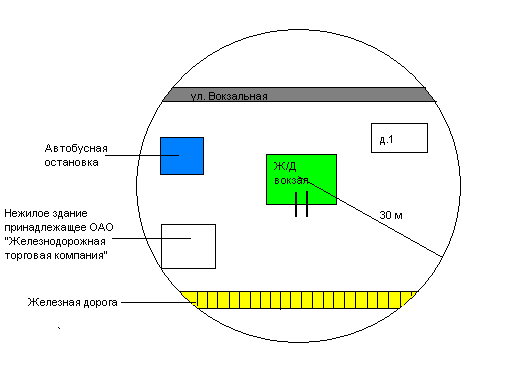 ул. Вокзальная
д.1
Автобусная
остановка
Ж/Д
вокзал
30 м
Нежилое здание
принадлежащее ОАО
"Железнодорожная
торговая компания"
Железная дорога